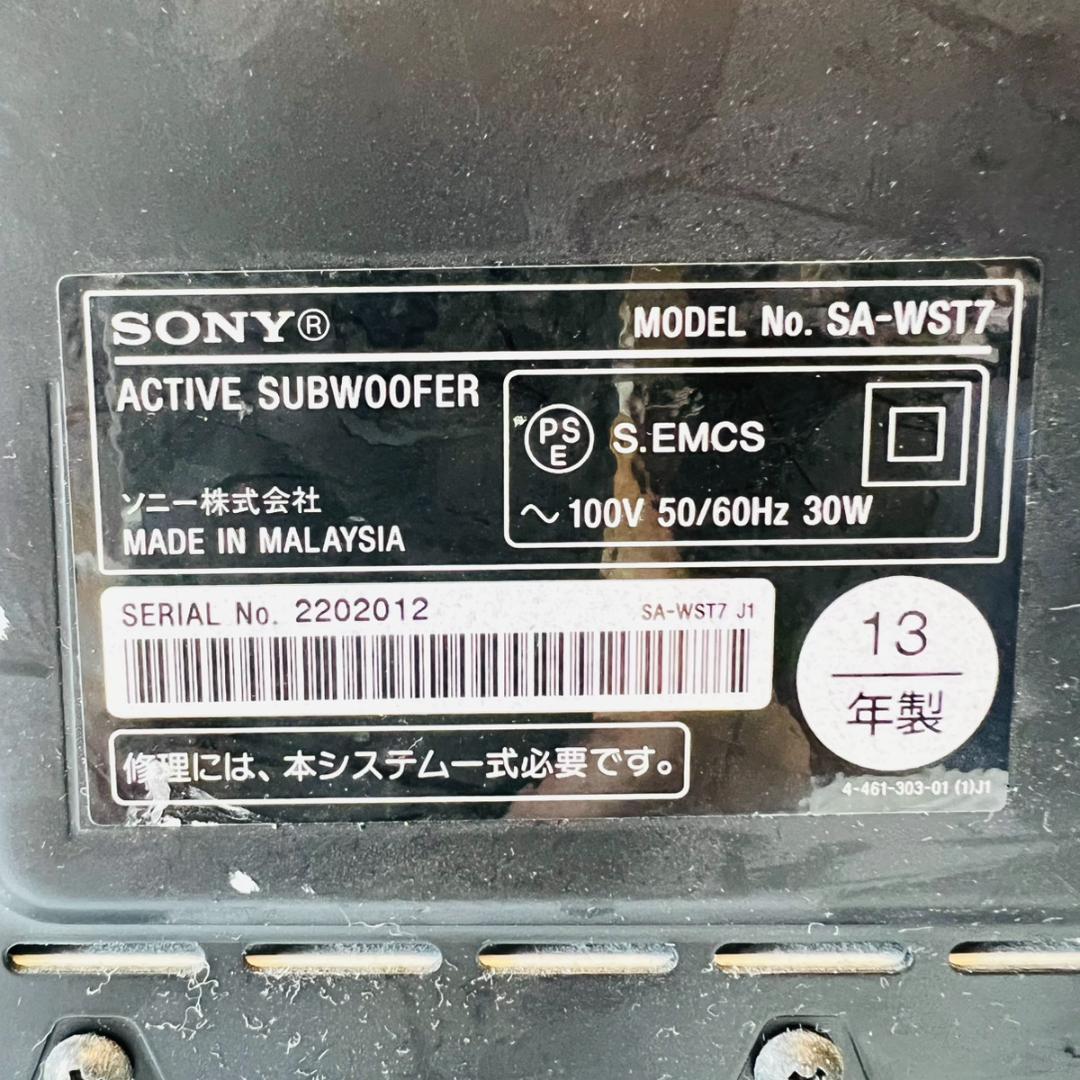 SONY®
MODEL No. SA-WST7
ACTIVE SUBWOOFER
PSE S.EMCS
～100V 50/60Hz 30W
ソニー株式会社
MADE IN MALAYSIA
SERIAL No. 2202012
SA-WST7 J1
13
年製
修理には、本システム一式必要です。
4-461-303-01 (1)J1